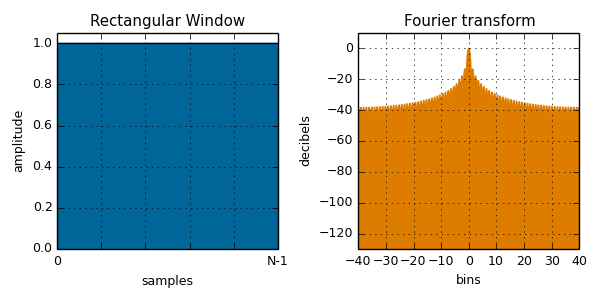 Rectangular Window
1.0
0.8
0.6
0.4
0.2
0.0
amplitude
0
N-1
samples
Fourier transform
0
−20
−40
−60
−80
−100
−120
decibels
−40 −30 −20 −10 0 10 20 30 40
bins